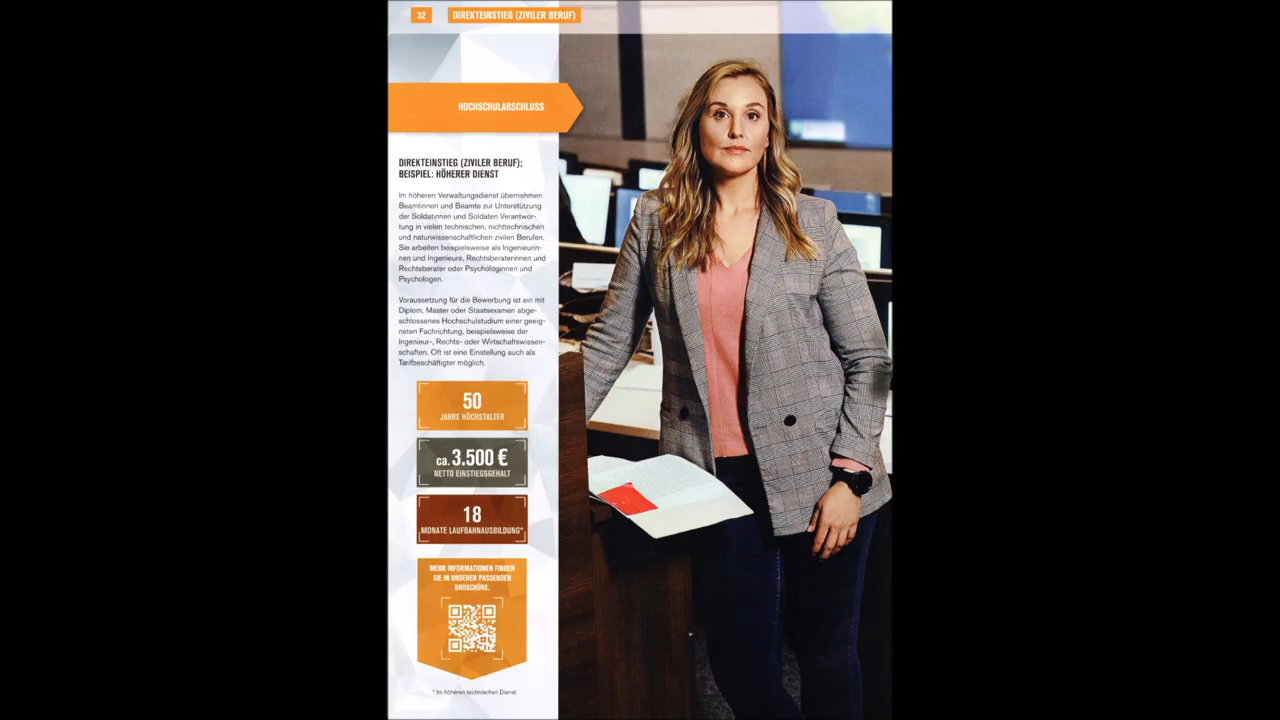 32
DIREKTEINSTIEG (ZIVILER BERUF)
HOCHSCHULABSCHLUSS
DIREKTEINSTIEG (ZIVILER BERUF);
BEISPIEL: HÖHERER DIENST
Im höheren Verwaltungsdienst übernehmen
Beamtinnen und Beamte zur Unterstützung
der Soldatinnen und Soldaten Verantwor-
tung in vielen technischen, nichttechnischen
und naturwissenschaftlichen zivilen Berufen.
Sie arbeiten beispielsweise als Ingenieurin-
nen und Ingenieure, Rechtsberaterinnen und
Rechtsberater oder Psychologinnen und
Psychologen.
Voraussetzung für die Bewerbung ist ein mit
Diplom, Master oder Staatsexamen abge-
schlossenes Hochschulstudium einer geeig-
neten Fachrichtung, beispielsweise der
Ingenieur-, Rechts- oder Wirtschaftswissen-
schaften. Oft ist eine Einstellung auch als
Tarifbeschäftigter möglich.
50
JAHRE HÖCHSTALTER
ca. 3.500 €
NETTO EINSTIEGSGEHALT
18
MONATE LAUFBAHNAUSBILDUNG*
MEHR INFORMATIONEN FINDEN
SIE IN UNSERER PASSENDEN
BROSCHÜRE.
* Im höheren technischen Dienst